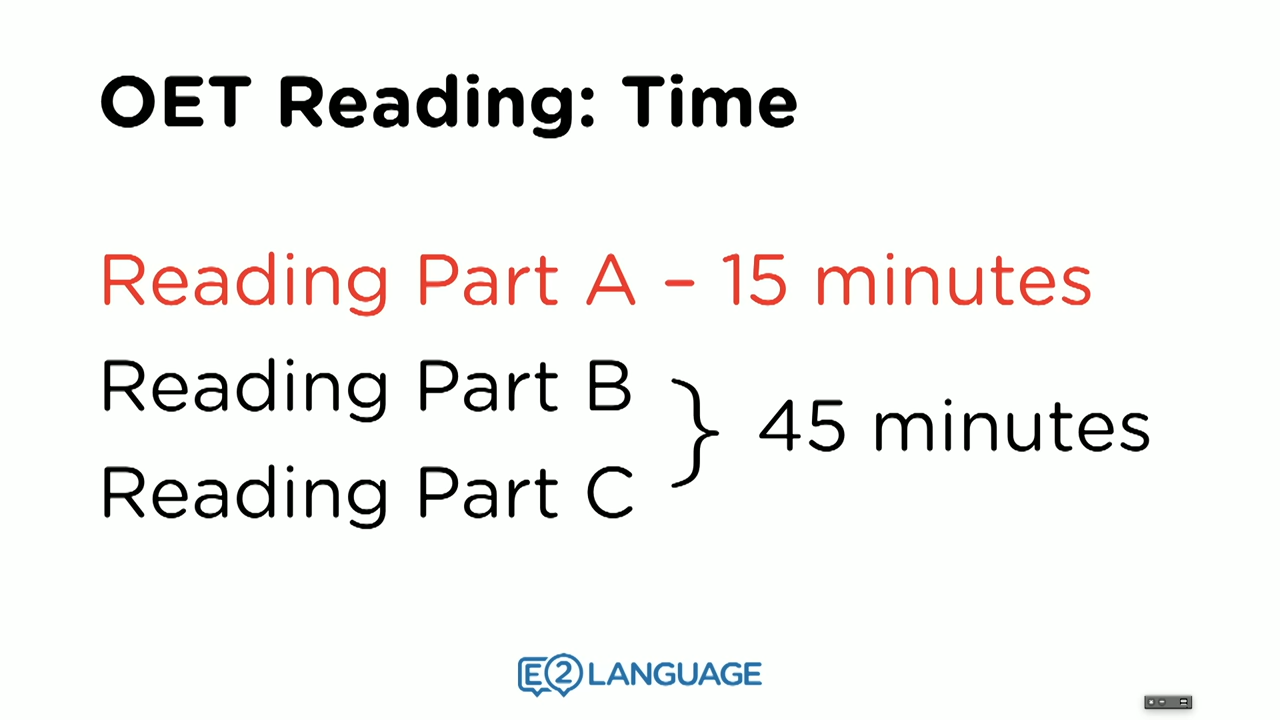 OET Reading: Time
Reading Part A – 15 minutes
Reading Part B
Reading Part C
} 45 minutes
E2 LANGUAGE